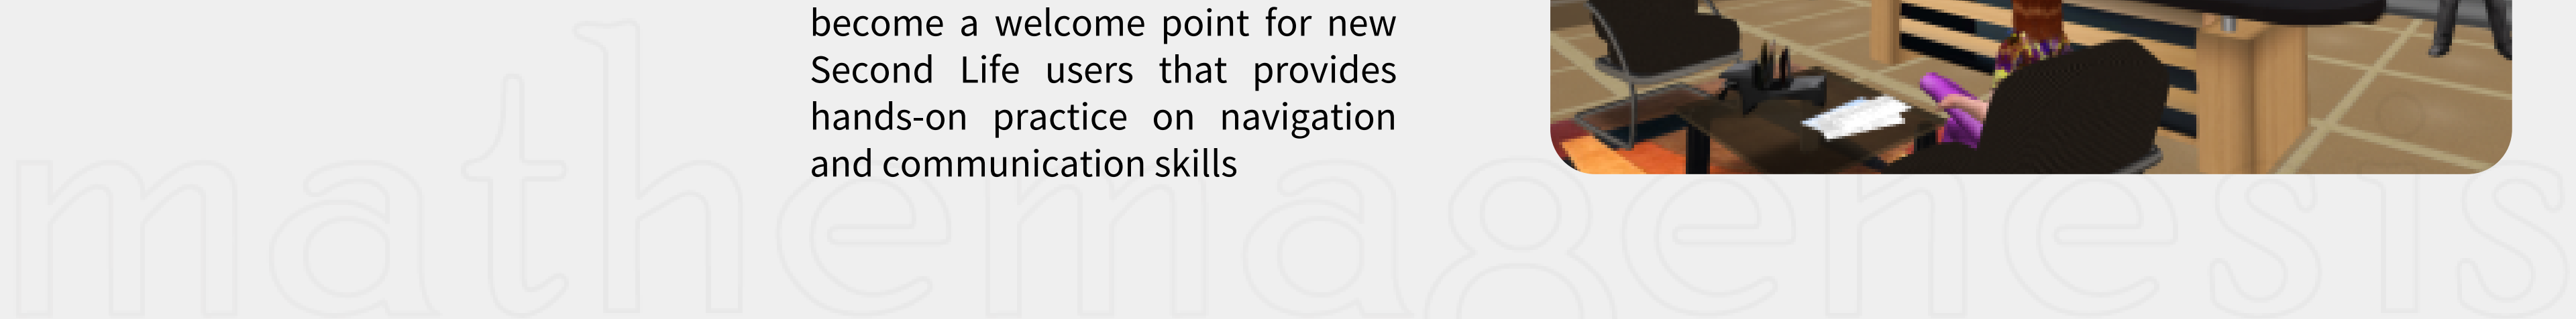 become a welcome point for new
Second Life users that provides
hands-on practice on navigation
and communication skills
mathemagenesis